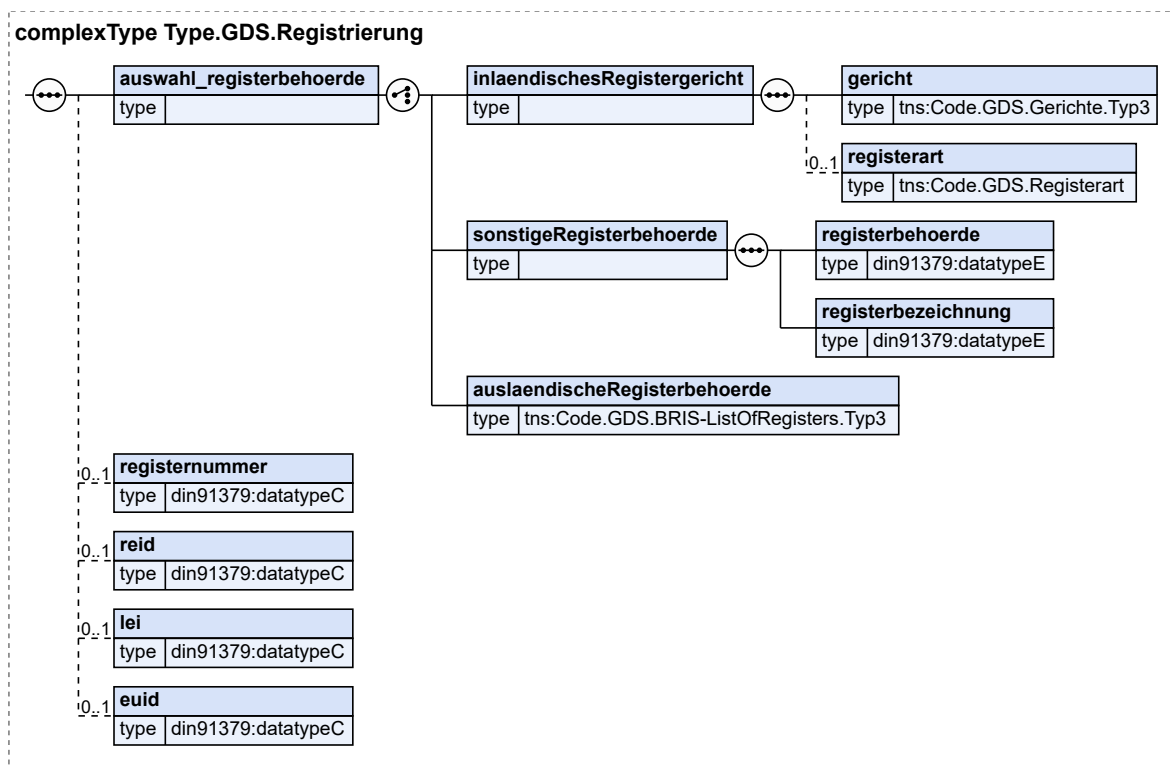 complexType Type.GDS.Registrierung
auswahl_registerbehoerde
type
inlaendischesRegistergericht
type
gericht
type tns:Code.GDS.Gerichte.Typ3
0..1
registerart
type tns:Code.GDS.Registerart
sonstigeRegisterbehoerde
type
registerbehoerde
type din91379:datatypeE
registerbezeichnung
type din91379:datatypeE
auslaendischeRegisterbehoerde
type tns:Code.GDS.BRIS-ListOfRegisters.Typ3
0..1
registernummer
type din91379:datatypeC
0..1
reid
type din91379:datatypeC
0..1
lei
type din91379:datatypeC
0..1
euid
type din91379:datatypeC